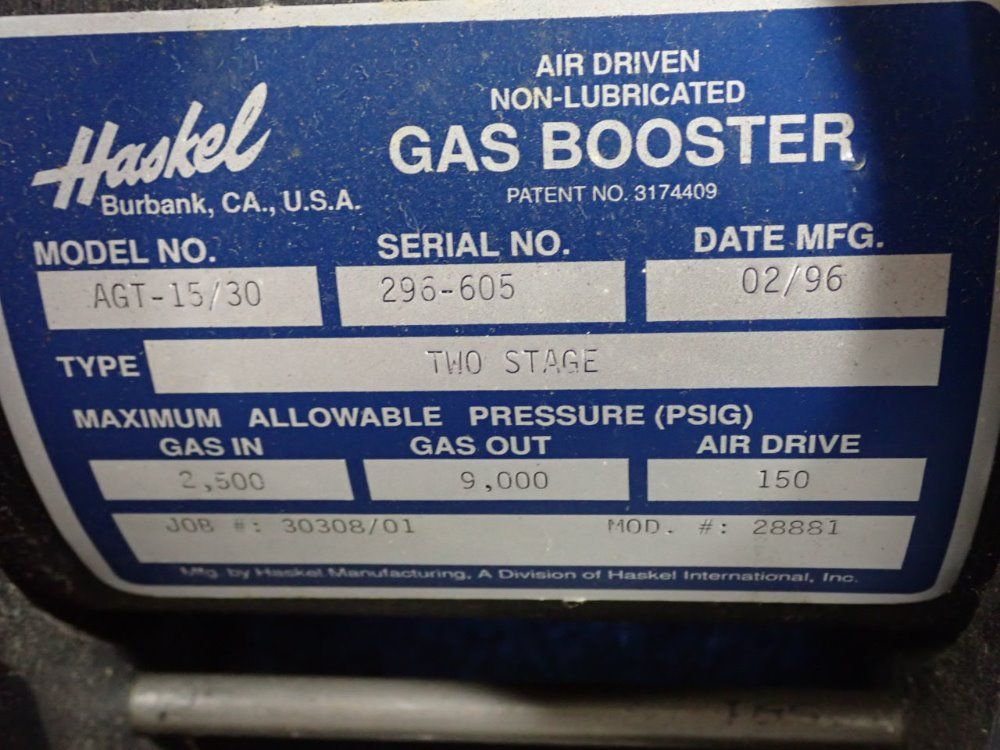 Haskel
Burbank, CA., U.S.A.
AIR DRIVEN
NON-LUBRICATED
GAS BOOSTER
PATENT NO. 3174409
MODEL NO. SERIAL NO. DATE MFG.
AGT-15/30 296-605 02/96
TYPE TWO STAGE
MAXIMUM ALLOWABLE PRESSURE (PSIG)
GAS IN GAS OUT AIR DRIVE
2,500 9,000 150
JOB #: 30308/01 MOD. #: 28881
Mfg. by Haskel Manufacturing, A Division of Haskel International, Inc.